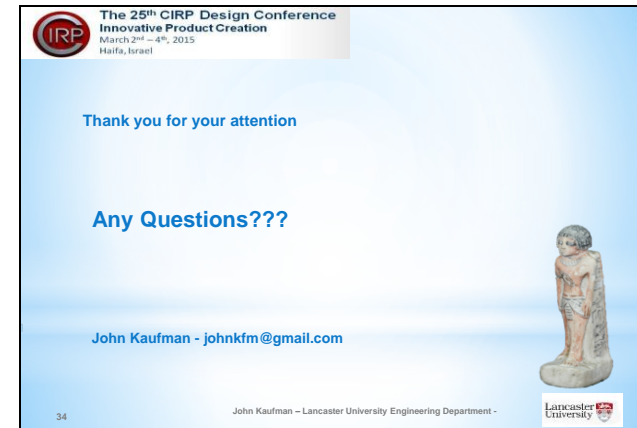 CIRP
The 25th CIRP Design Conference
Innovative Product Creation
March 2nd – 4th, 2015
Haifa, Israel
Thank you for your attention
Any Questions???
John Kaufman - johnkfm@gmail.com
34
John Kaufman – Lancaster University Engineering Department -
Lancaster
University